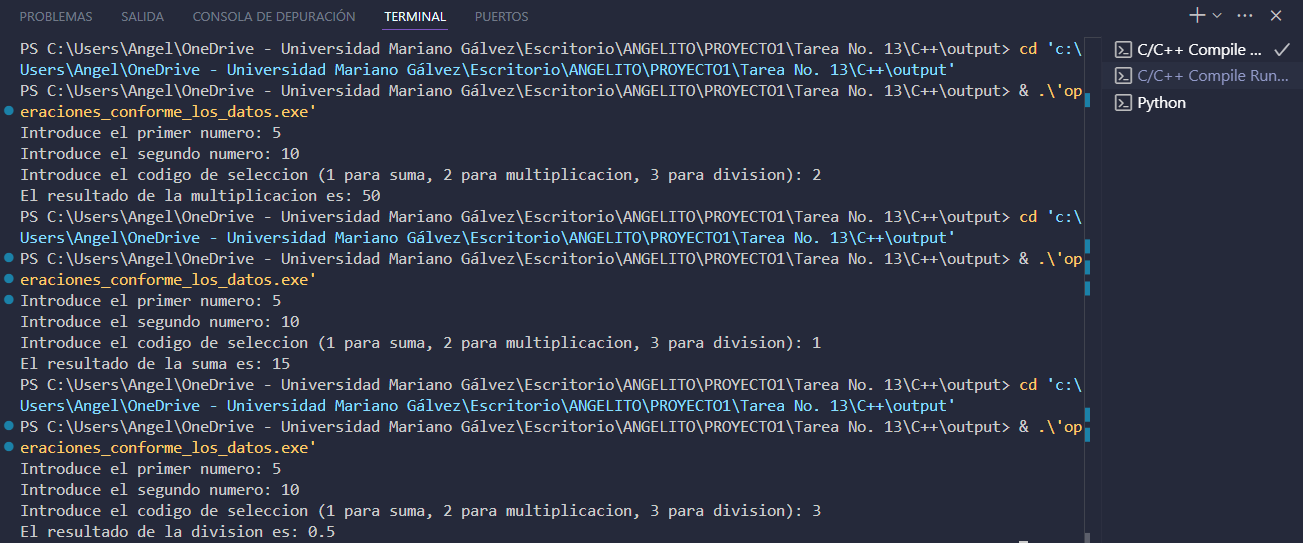 PROBLEMAS SALIDA CONSOLA DE DEPURACIÓN TERMINAL PUERTOS
PS C:\Users\Angel\OneDrive - Universidad Mariano Gálvez\Escritorio\ANGELITO\PROYECTO1\Tarea No. 13\C++\output> cd 'c:\
Users\Angel\OneDrive - Universidad Mariano Gálvez\Escritorio\ANGELITO\PROYECTO1\Tarea No. 13\C++\output'
PS C:\Users\Angel\OneDrive - Universidad Mariano Gálvez\Escritorio\ANGELITO\PROYECTO1\Tarea No. 13\C++\output> & .\'op
eraciones_conforme_los_datos.exe'
Introduce el primer numero: 5
Introduce el segundo numero: 10
Introduce el codigo de seleccion (1 para suma, 2 para multiplicacion, 3 para division): 2
El resultado de la multiplicacion es: 50
PS C:\Users\Angel\OneDrive - Universidad Mariano Gálvez\Escritorio\ANGELITO\PROYECTO1\Tarea No. 13\C++\output> cd 'c:\
Users\Angel\OneDrive - Universidad Mariano Gálvez\Escritorio\ANGELITO\PROYECTO1\Tarea No. 13\C++\output'
PS C:\Users\Angel\OneDrive - Universidad Mariano Gálvez\Escritorio\ANGELITO\PROYECTO1\Tarea No. 13\C++\output> & .\'op
eraciones_conforme_los_datos.exe'
Introduce el primer numero: 5
Introduce el segundo numero: 10
Introduce el codigo de seleccion (1 para suma, 2 para multiplicacion, 3 para division): 1
El resultado de la suma es: 15
PS C:\Users\Angel\OneDrive - Universidad Mariano Gálvez\Escritorio\ANGELITO\PROYECTO1\Tarea No. 13\C++\output> cd 'c:\
Users\Angel\OneDrive - Universidad Mariano Gálvez\Escritorio\ANGELITO\PROYECTO1\Tarea No. 13\C++\output'
PS C:\Users\Angel\OneDrive - Universidad Mariano Gálvez\Escritorio\ANGELITO\PROYECTO1\Tarea No. 13\C++\output> & .\'op
eraciones_conforme_los_datos.exe'
Introduce el primer numero: 5
Introduce el segundo numero: 10
Introduce el codigo de seleccion (1 para suma, 2 para multiplicacion, 3 para division): 3
El resultado de la division es: 0.5
C/C++ Compile ...
C/C++ Compile Run...
Python